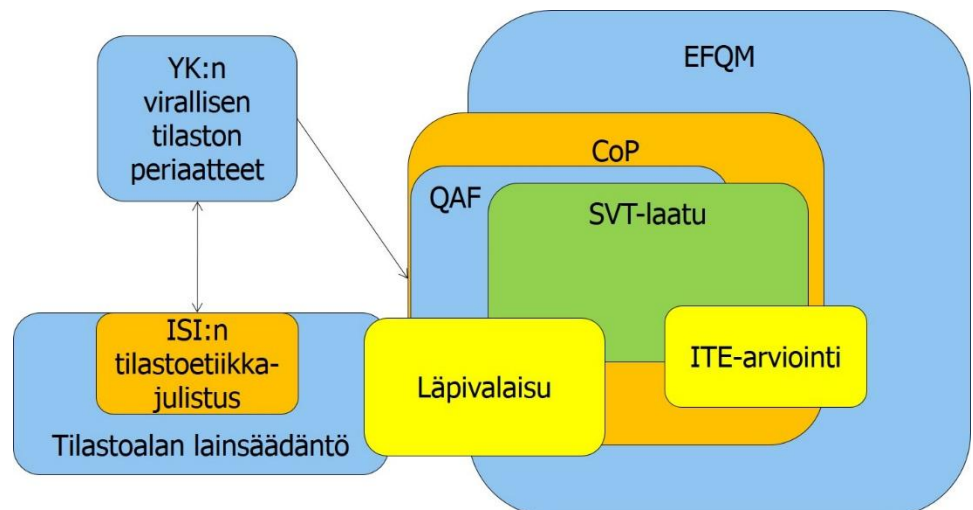 YK:n
virallisen
tilaston
periaatteet
EFQM
CoP
QAF
SVT-laatu
ISI:n
tilastoetiikka-
julistus
Tilastoalan lainsäädäntö
Läpivalaisu
ITE-arviointi